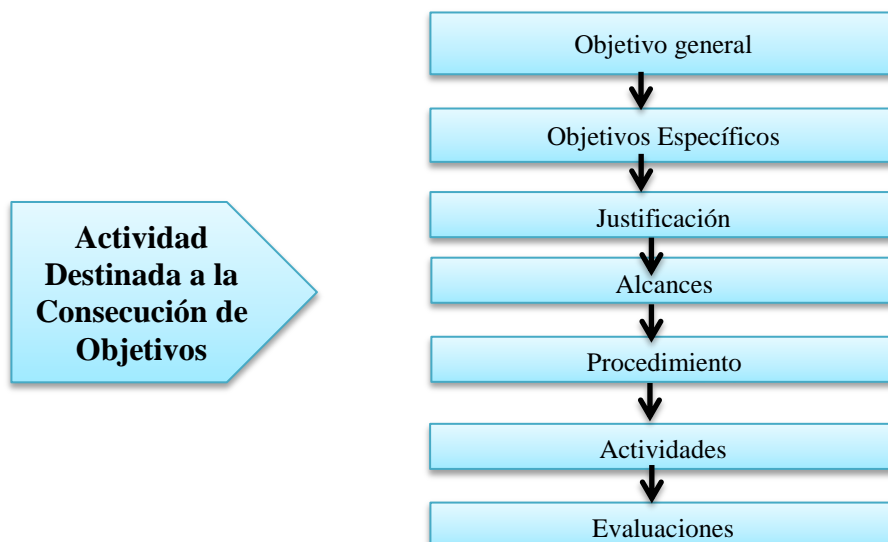 Objetivo general
Objetivos Específicos
Justificación
Alcances
Procedimiento
Actividades
Evaluaciones
Actividad
Destinada a la
Consecución de
Objetivos